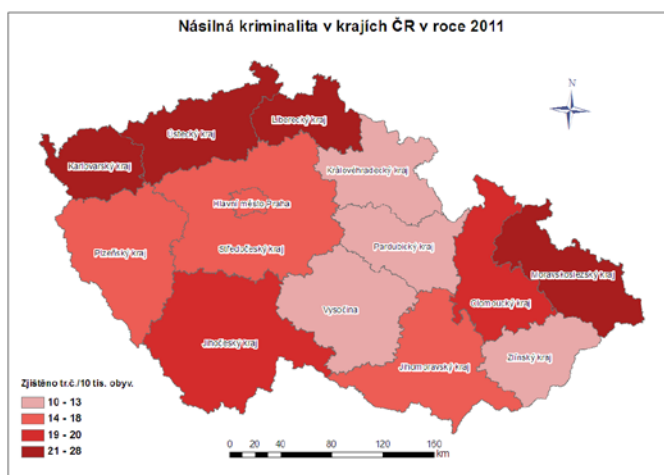 Násilná kriminalita v krajích ČR v roce 2011
N
Liberecký kraj
Ústecký kraj
Karlovarský kraj
Královéhradecký kraj
Hlavní město Praha
Pardubický kraj
Středočeský kraj
Plzeňský kraj
Moravskoslezský kraj
Olomoucký kraj
Vysočina
Jihočeský kraj
Zlínský kraj
Jihomoravský kraj
Zjištěno tr.č./10 tis. obyv.
10 - 13
14 - 18
19 - 20
21 - 28
0 20 40 80 120 160
km